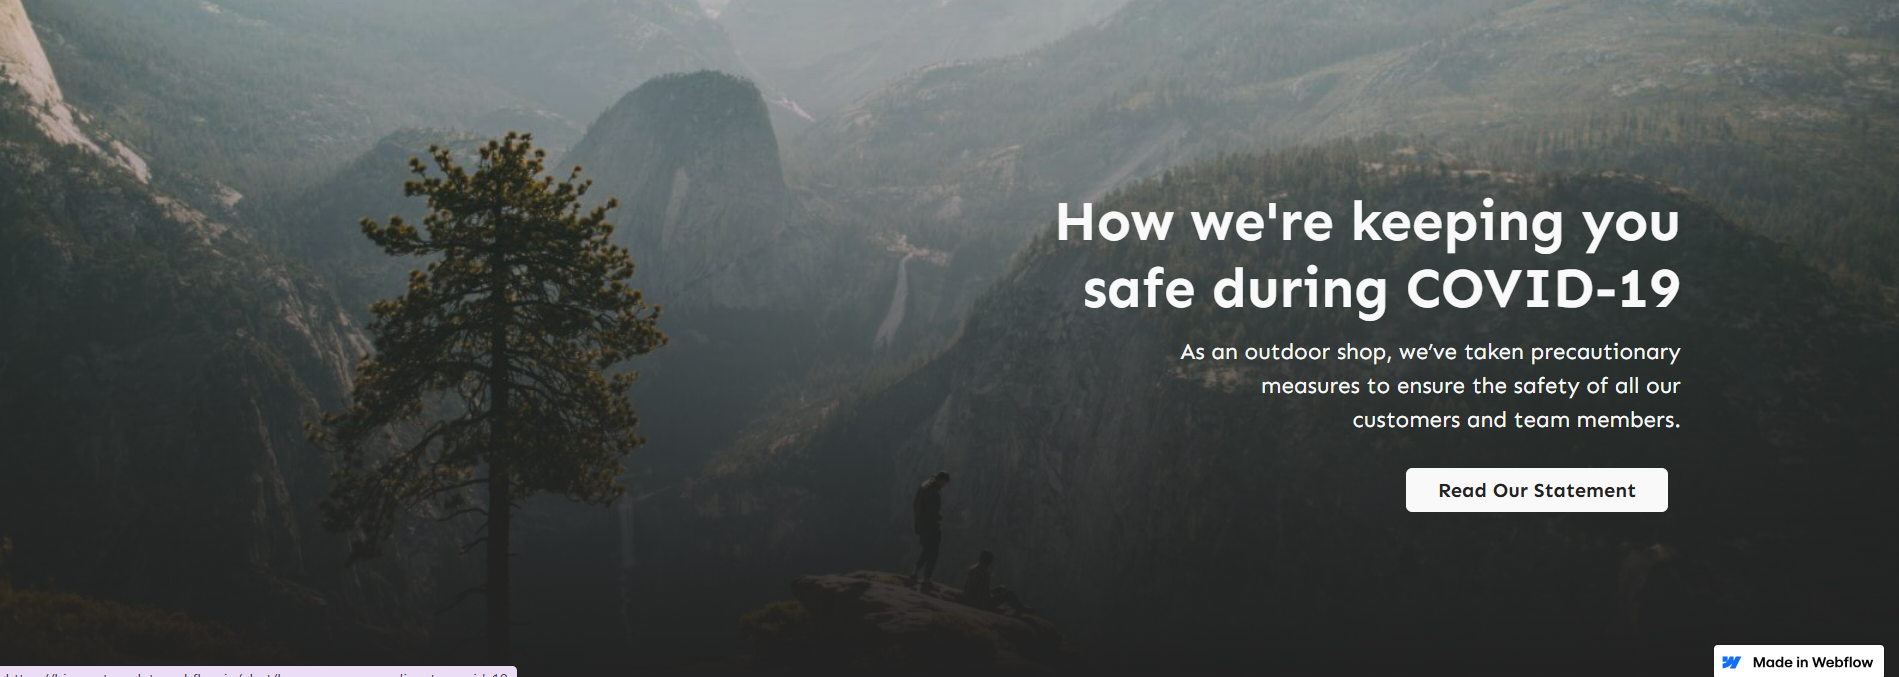 How we're keeping you
safe during COVID-19
As an outdoor shop, we’ve taken precautionary
measures to ensure the safety of all our
customers and team members.
Read Our Statement
Made in Webflow